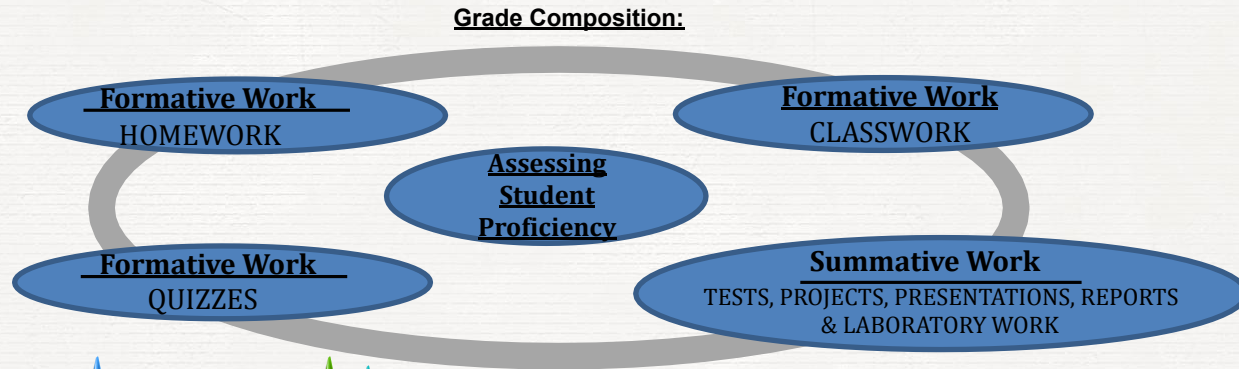 Grade Composition:
Formative Work
HOMEWORK
Formative Work
CLASSWORK
Assessing
Student
Proficiency
Formative Work
QUIZZES
Summative Work
TESTS, PROJECTS, PRESENTATIONS, REPORTS
& LABORATORY WORK